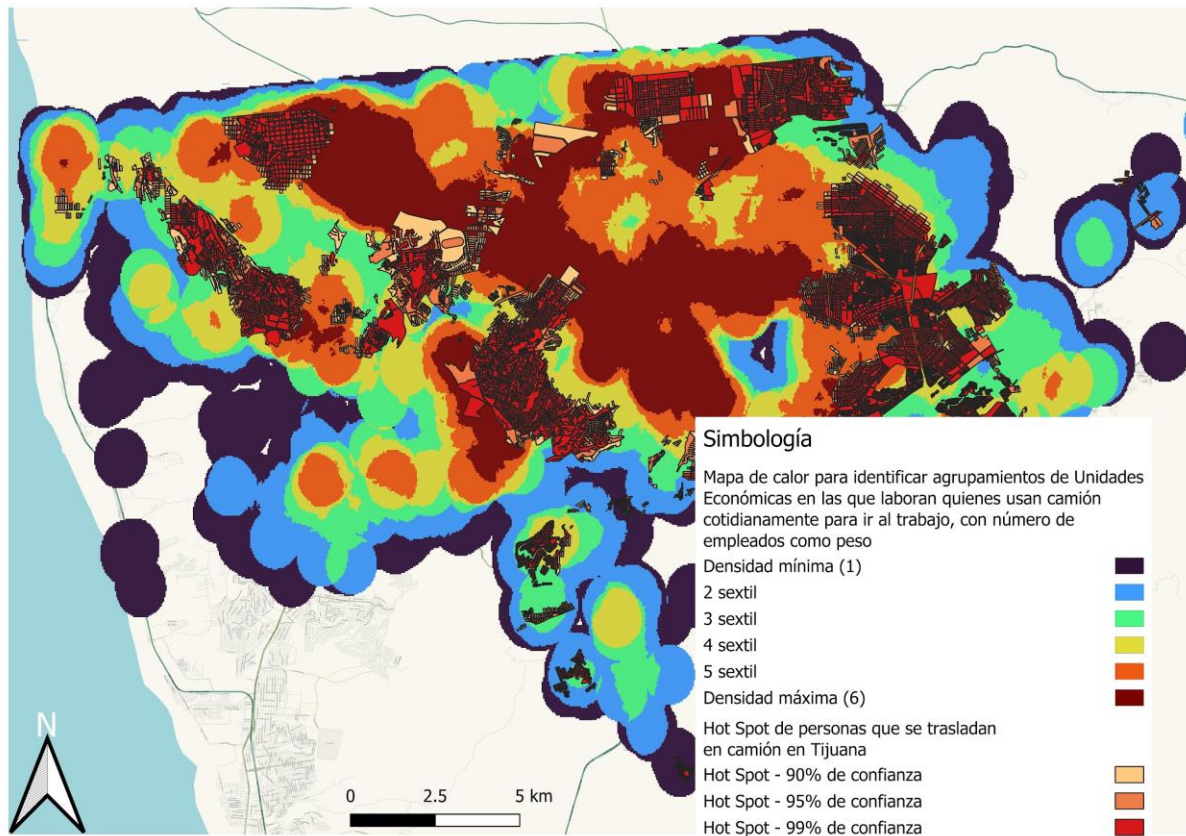 Simbología
Mapa de calor para identificar agrupamientos de Unidades
Económicas en las que laboran quienes usan camión
cotidianamente para ir al trabajo, con número de
empleados como peso
Densidad mínima (1)
2 sextil
3 sextil
4 sextil
5 sextil
Densidad máxima (6)
Hot Spot de personas que se trasladan
en camión en Tijuana
Hot Spot - 90% de confianza
Hot Spot - 95% de confianza
Hot Spot - 99% de confianza
N
0 2.5 5 km